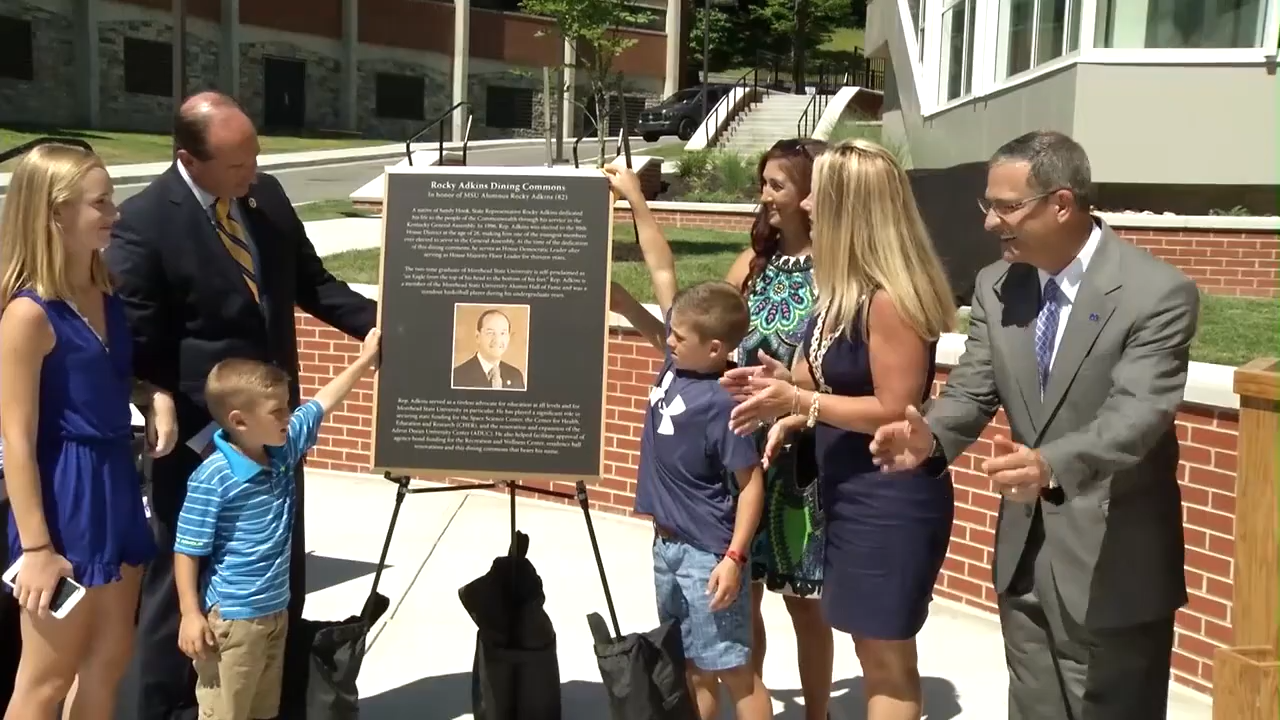 Rocky Adkins Dining Commons
In honor of MSU Alumnus Rocky Adkins (82)
A native of Sandy Hook, State Representative Rocky Adkins dedicated
his life to the people of the Commonwealth through his service in the
Kentucky General Assembly. In 1986, Rep. Adkins was elected to the 99th
House District at the age of 26, making him one of the youngest members
ever elected to serve in the General Assembly. At the time of the dedication
of this dining commons, he serves as House Democratic Leader after
serving as House Majority Floor Leader for thirteen years.
The two-time graduate of Morehead State University is self-proclaimed as
"an Eagle from the top of his head to the bottom of his feet." Rep. Adkins is
a member of the Morehead State University Alumni Hall of Fame and was a
standout basketball player during his undergraduate years.
Rep. Adkins served as a tireless advocate for education at all levels and for
Morehead State University in particular. He has played a significant role in
securing state funding for the Space Science Center, the Center for Health,
Education and Research (CHER), and the renovation and expansion of the
Adron Doran University Center (ADUC). He also helped facilitate approval of
agency bond funding for the Recreation and Wellness Center, residence hall
renovations and this dining commons that bears his name.